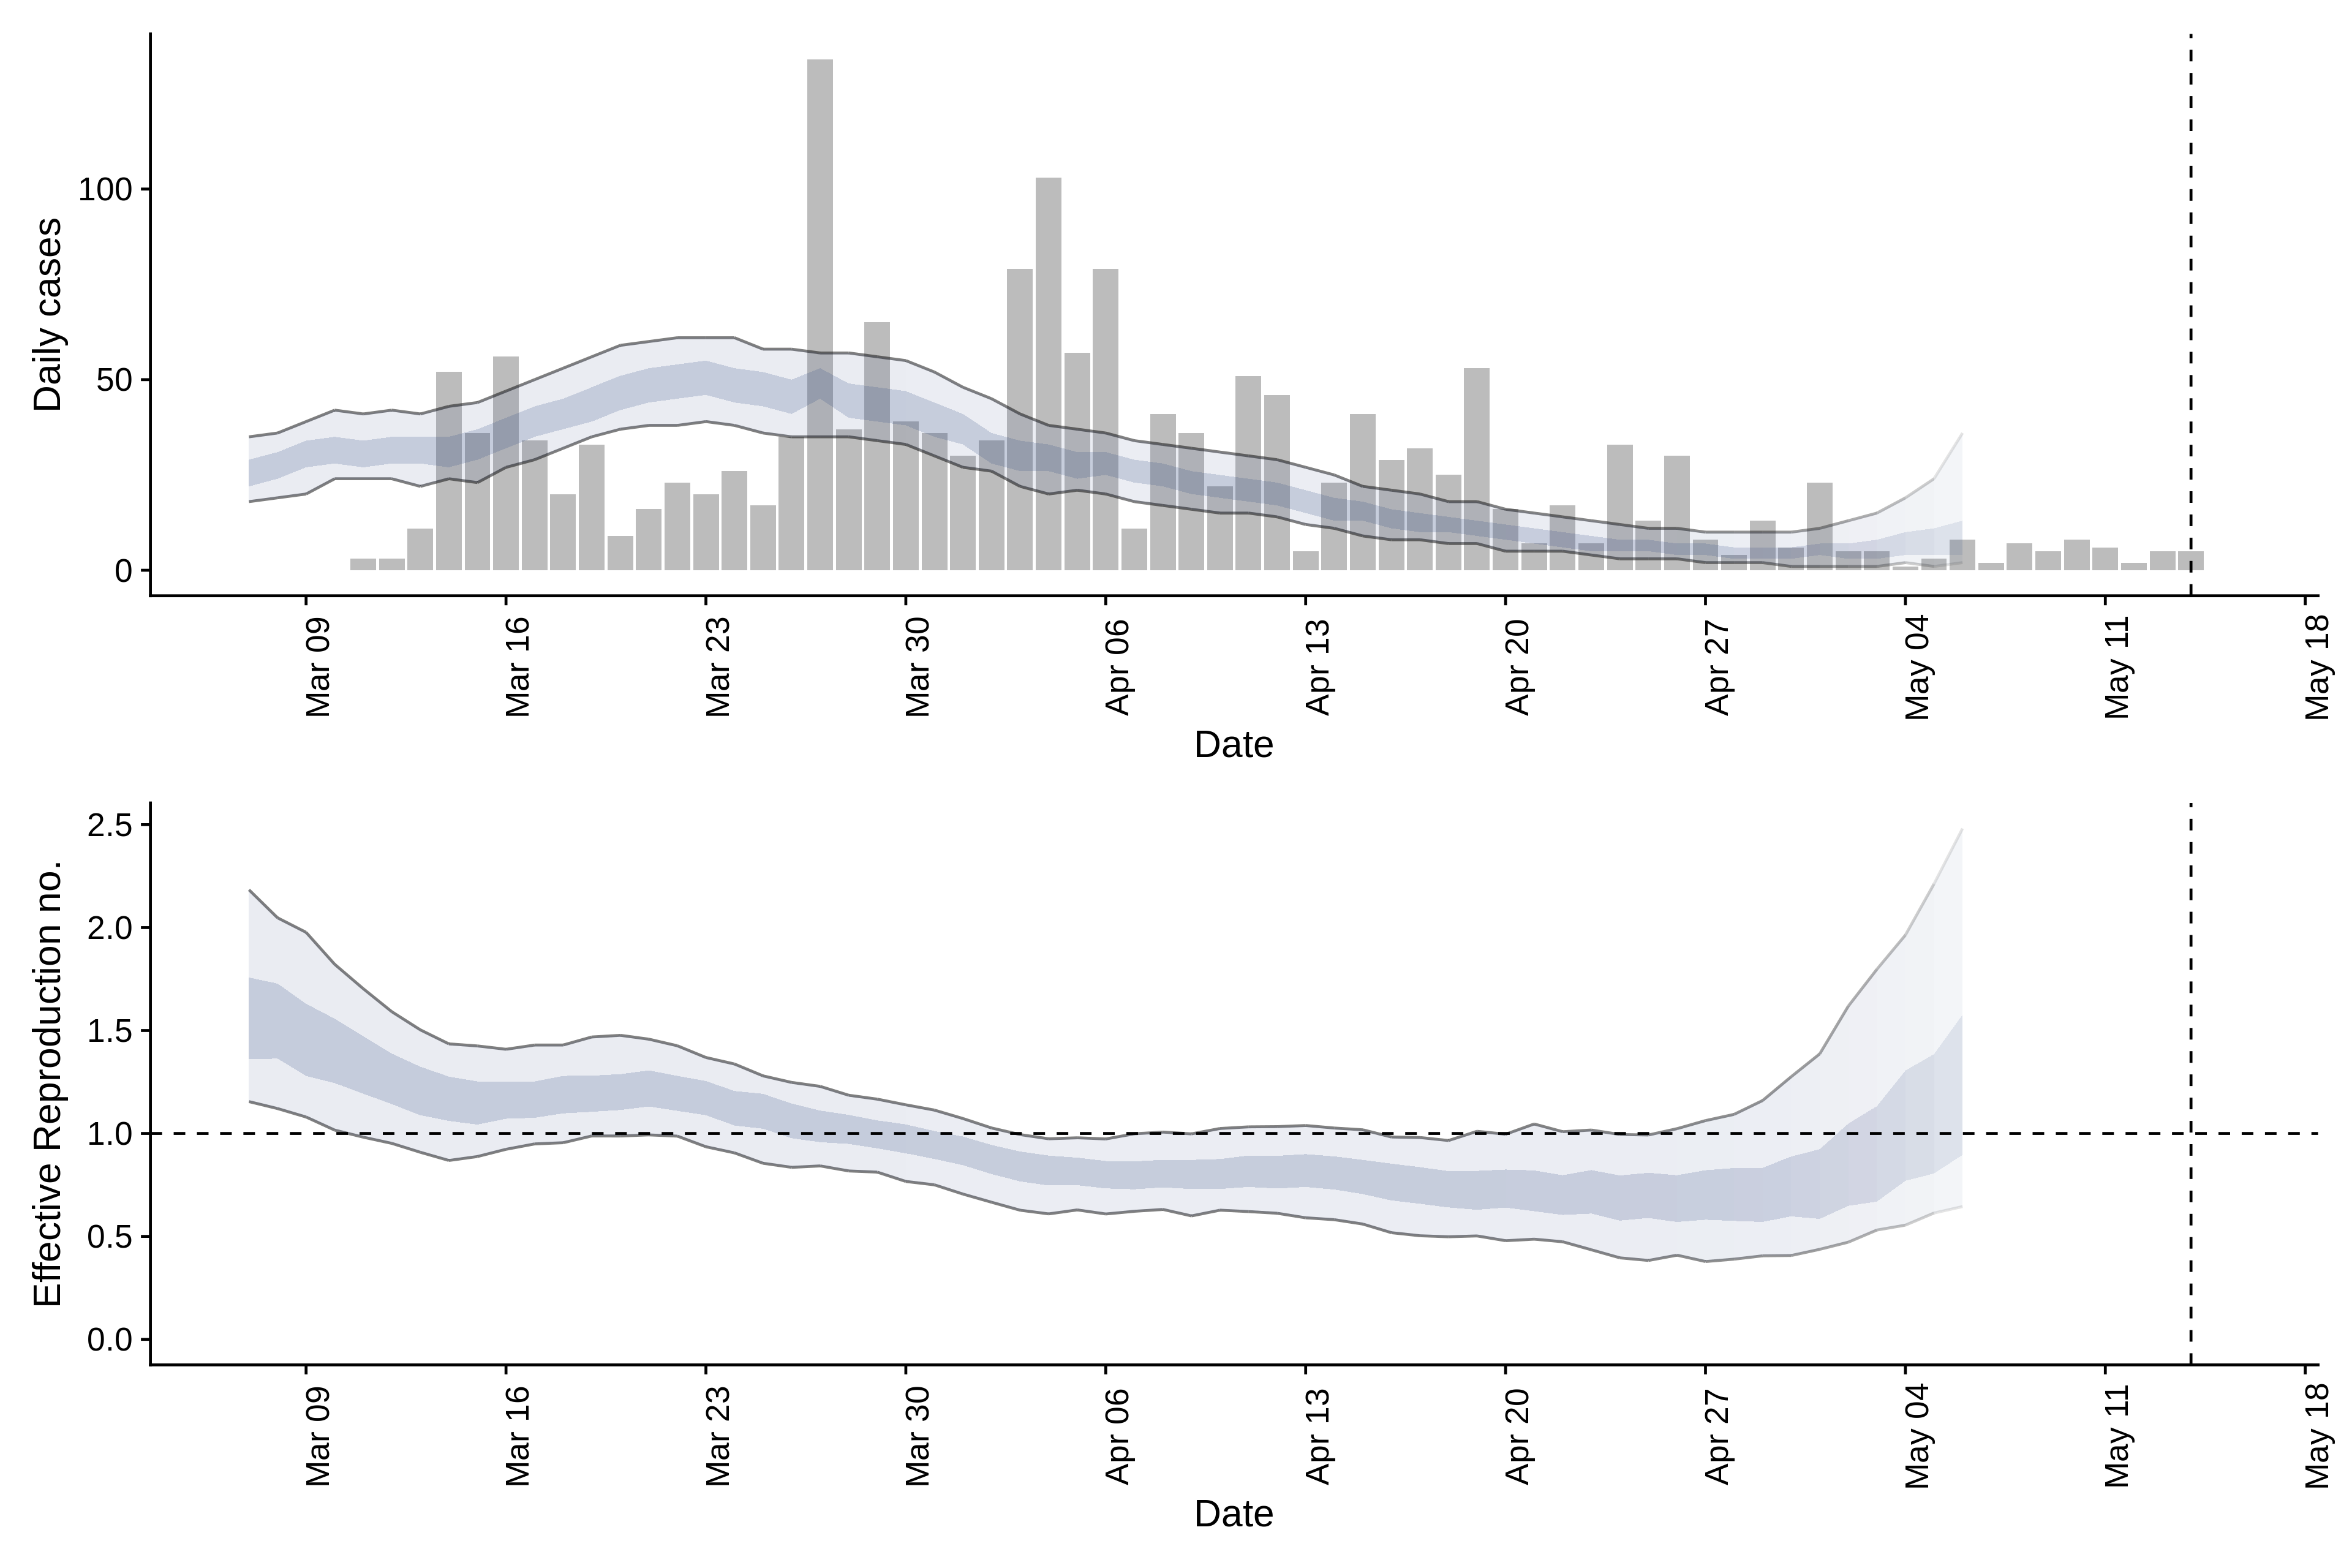 Daily cases
100
50
0
Mar 09
Mar 16
Mar 23
Mar 30
Apr 06
Apr 13
Apr 20
Apr 27
May 04
May 11
May 18
Date
Effective Reproduction no.
2.5
2.0
1.5
1.0
0.5
0.0
Mar 09
Mar 16
Mar 23
Mar 30
Apr 06
Apr 13
Apr 20
Apr 27
May 04
May 11
May 18
Date